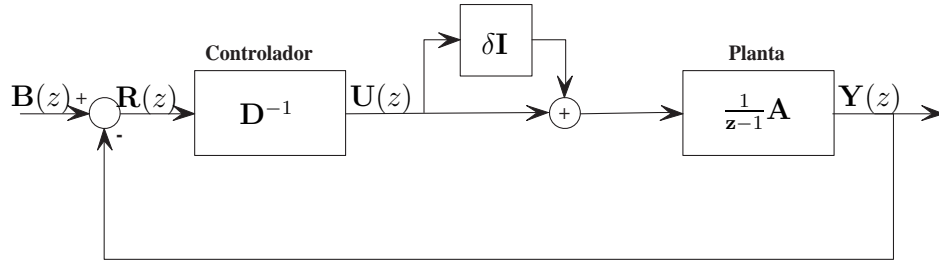 δI
Controlador
Planta
B(z)
+
R(z)
D⁻¹
U(z)
+
1/(z−1) A
Y(z)
-